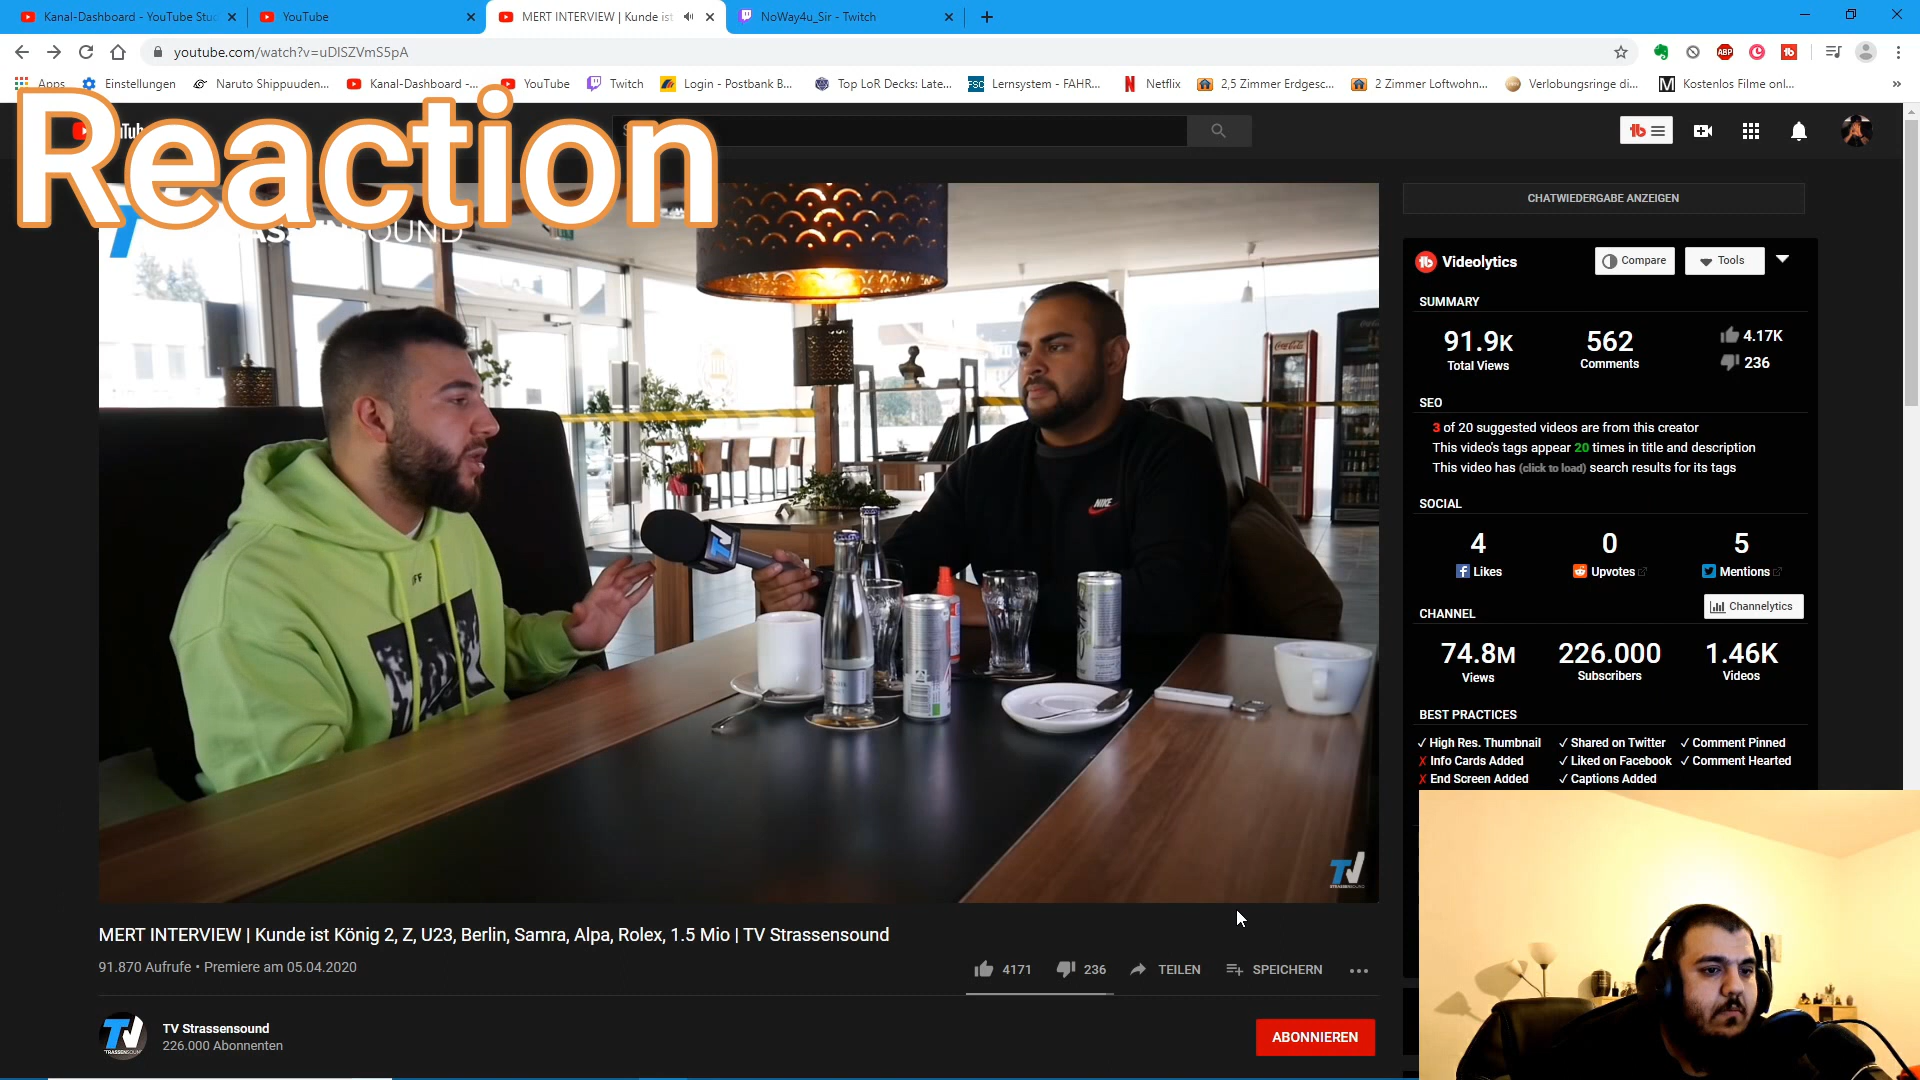 Kanal-Dashboard - YouTube Stu
YouTube
MERT INTERVIEW | Kunde ist
NoWay4u_Sir - Twitch
youtube.com/watch?v=uDISZVmS5pA
Apps
Einstellungen
Naruto Shippuuden...
Kanal-Dashboard -...
YouTube
Twitch
Login - Postbank B...
Top LoR Decks: Late...
Lernsystem - FAHR...
Netflix
2,5 Zimmer Erdgesc...
2 Zimmer Loftwohn...
Verlobungsringe di...
Kostenlos Filme onl...
Reaction
CHATWIEDERGABE ANZEIGEN
Videolytics
Compare
Tools
SUMMARY
91.9K
Total Views
562
Comments
4.17K
236
SEO
3 of 20 suggested videos are from this creator
This video's tags appear 20 times in title and description
This video has (click to load) search results for its tags
SOCIAL
4
Likes
0
Upvotes
5
Mentions
Channelytics
CHANNEL
74.8M
Views
226.000
Subscribers
1.46K
Videos
BEST PRACTICES
✓ High Res. Thumbnail
✓ Shared on Twitter
✓ Comment Pinned
✗ Info Cards Added
✓ Liked on Facebook
✓ Comment Hearted
✗ End Screen Added
✓ Captions Added
NIKE
Coca-Cola
TV
STRASSENSOUND
MERT INTERVIEW | Kunde ist König 2, Z, U23, Berlin, Samra, Alpa, Rolex, 1.5 Mio | TV Strassensound
91.870 Aufrufe • Premiere am 05.04.2020
4171
236
TEILEN
SPEICHERN
TV Strassensound
226.000 Abonnenten
ABONNIEREN